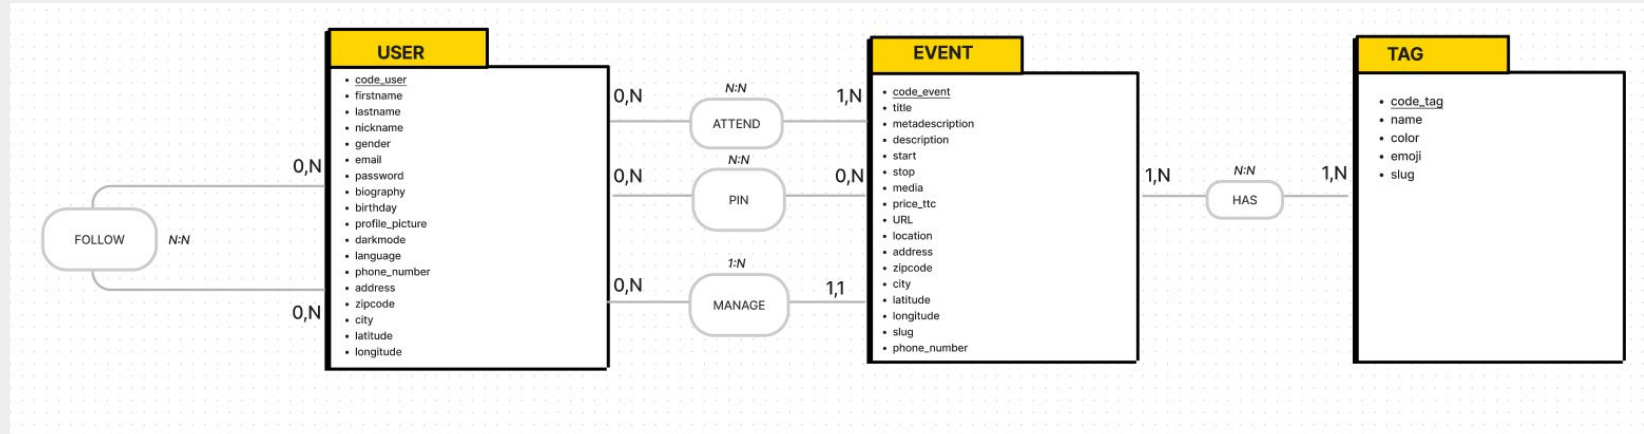 USER
code_user
firstname
lastname
nickname
gender
email
password
biography
birthday
profile_picture
darkmode
language
phone_number
address
zipcode
city
latitude
longitude
0,N
FOLLOW
N:N
0,N
0,N
N:N
ATTEND
1,N
0,N
N:N
PIN
0,N
0,N
1:N
MANAGE
1,1
EVENT
code_event
title
metadescription
description
start
stop
media
price_ttc
URL
location
address
zipcode
city
latitude
longitude
slug
phone_number
1,N
N:N
HAS
1,N
TAG
code_tag
name
color
emoji
slug